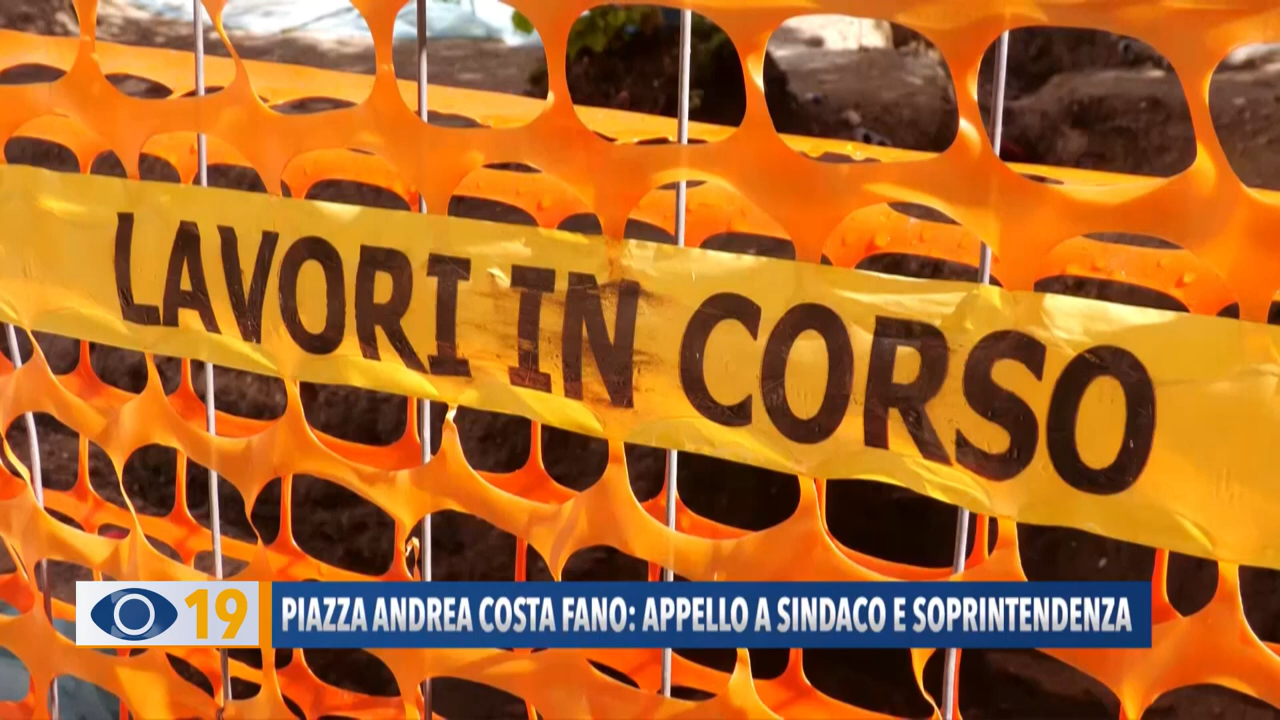 LAVORI IN CORSO
19
PIAZZA ANDREA COSTA FANO: APPELLO A SINDACO E SOPRINTENDENZA